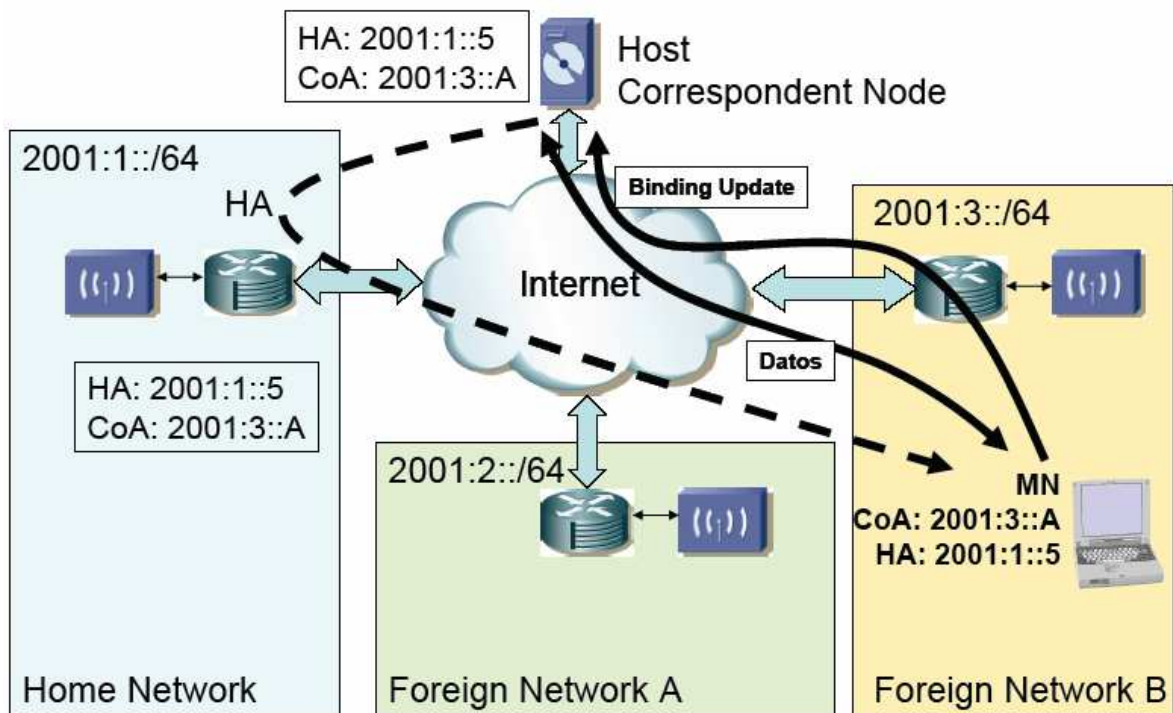 HA: 2001:1::5
CoA: 2001:3::A
Host
Correspondent Node
2001:1::/64
HA
Binding Update
2001:3::/64
Internet
Datos
HA: 2001:1::5
CoA: 2001:3::A
2001:2::/64
MN
CoA: 2001:3::A
HA: 2001:1::5
Home Network
Foreign Network A
Foreign Network B